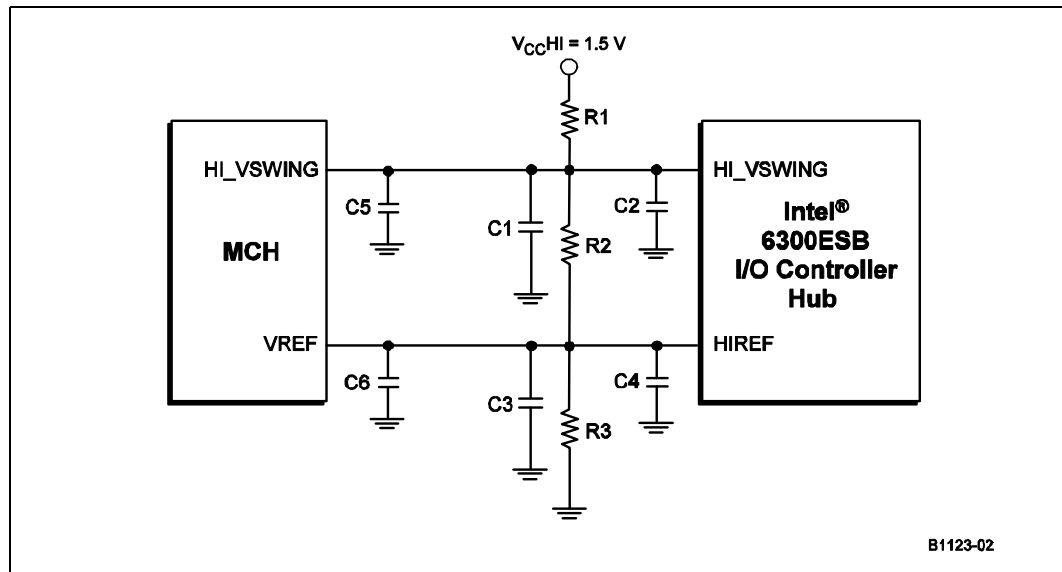 VCCHI = 1.5 V
R1
HI_VSWING
HI_VSWING
C5
C1
C2
R2
MCH
Intel®
6300ESB
I/O Controller
Hub
VREF
HIREF
C6
C3
C4
R3
B1123-02